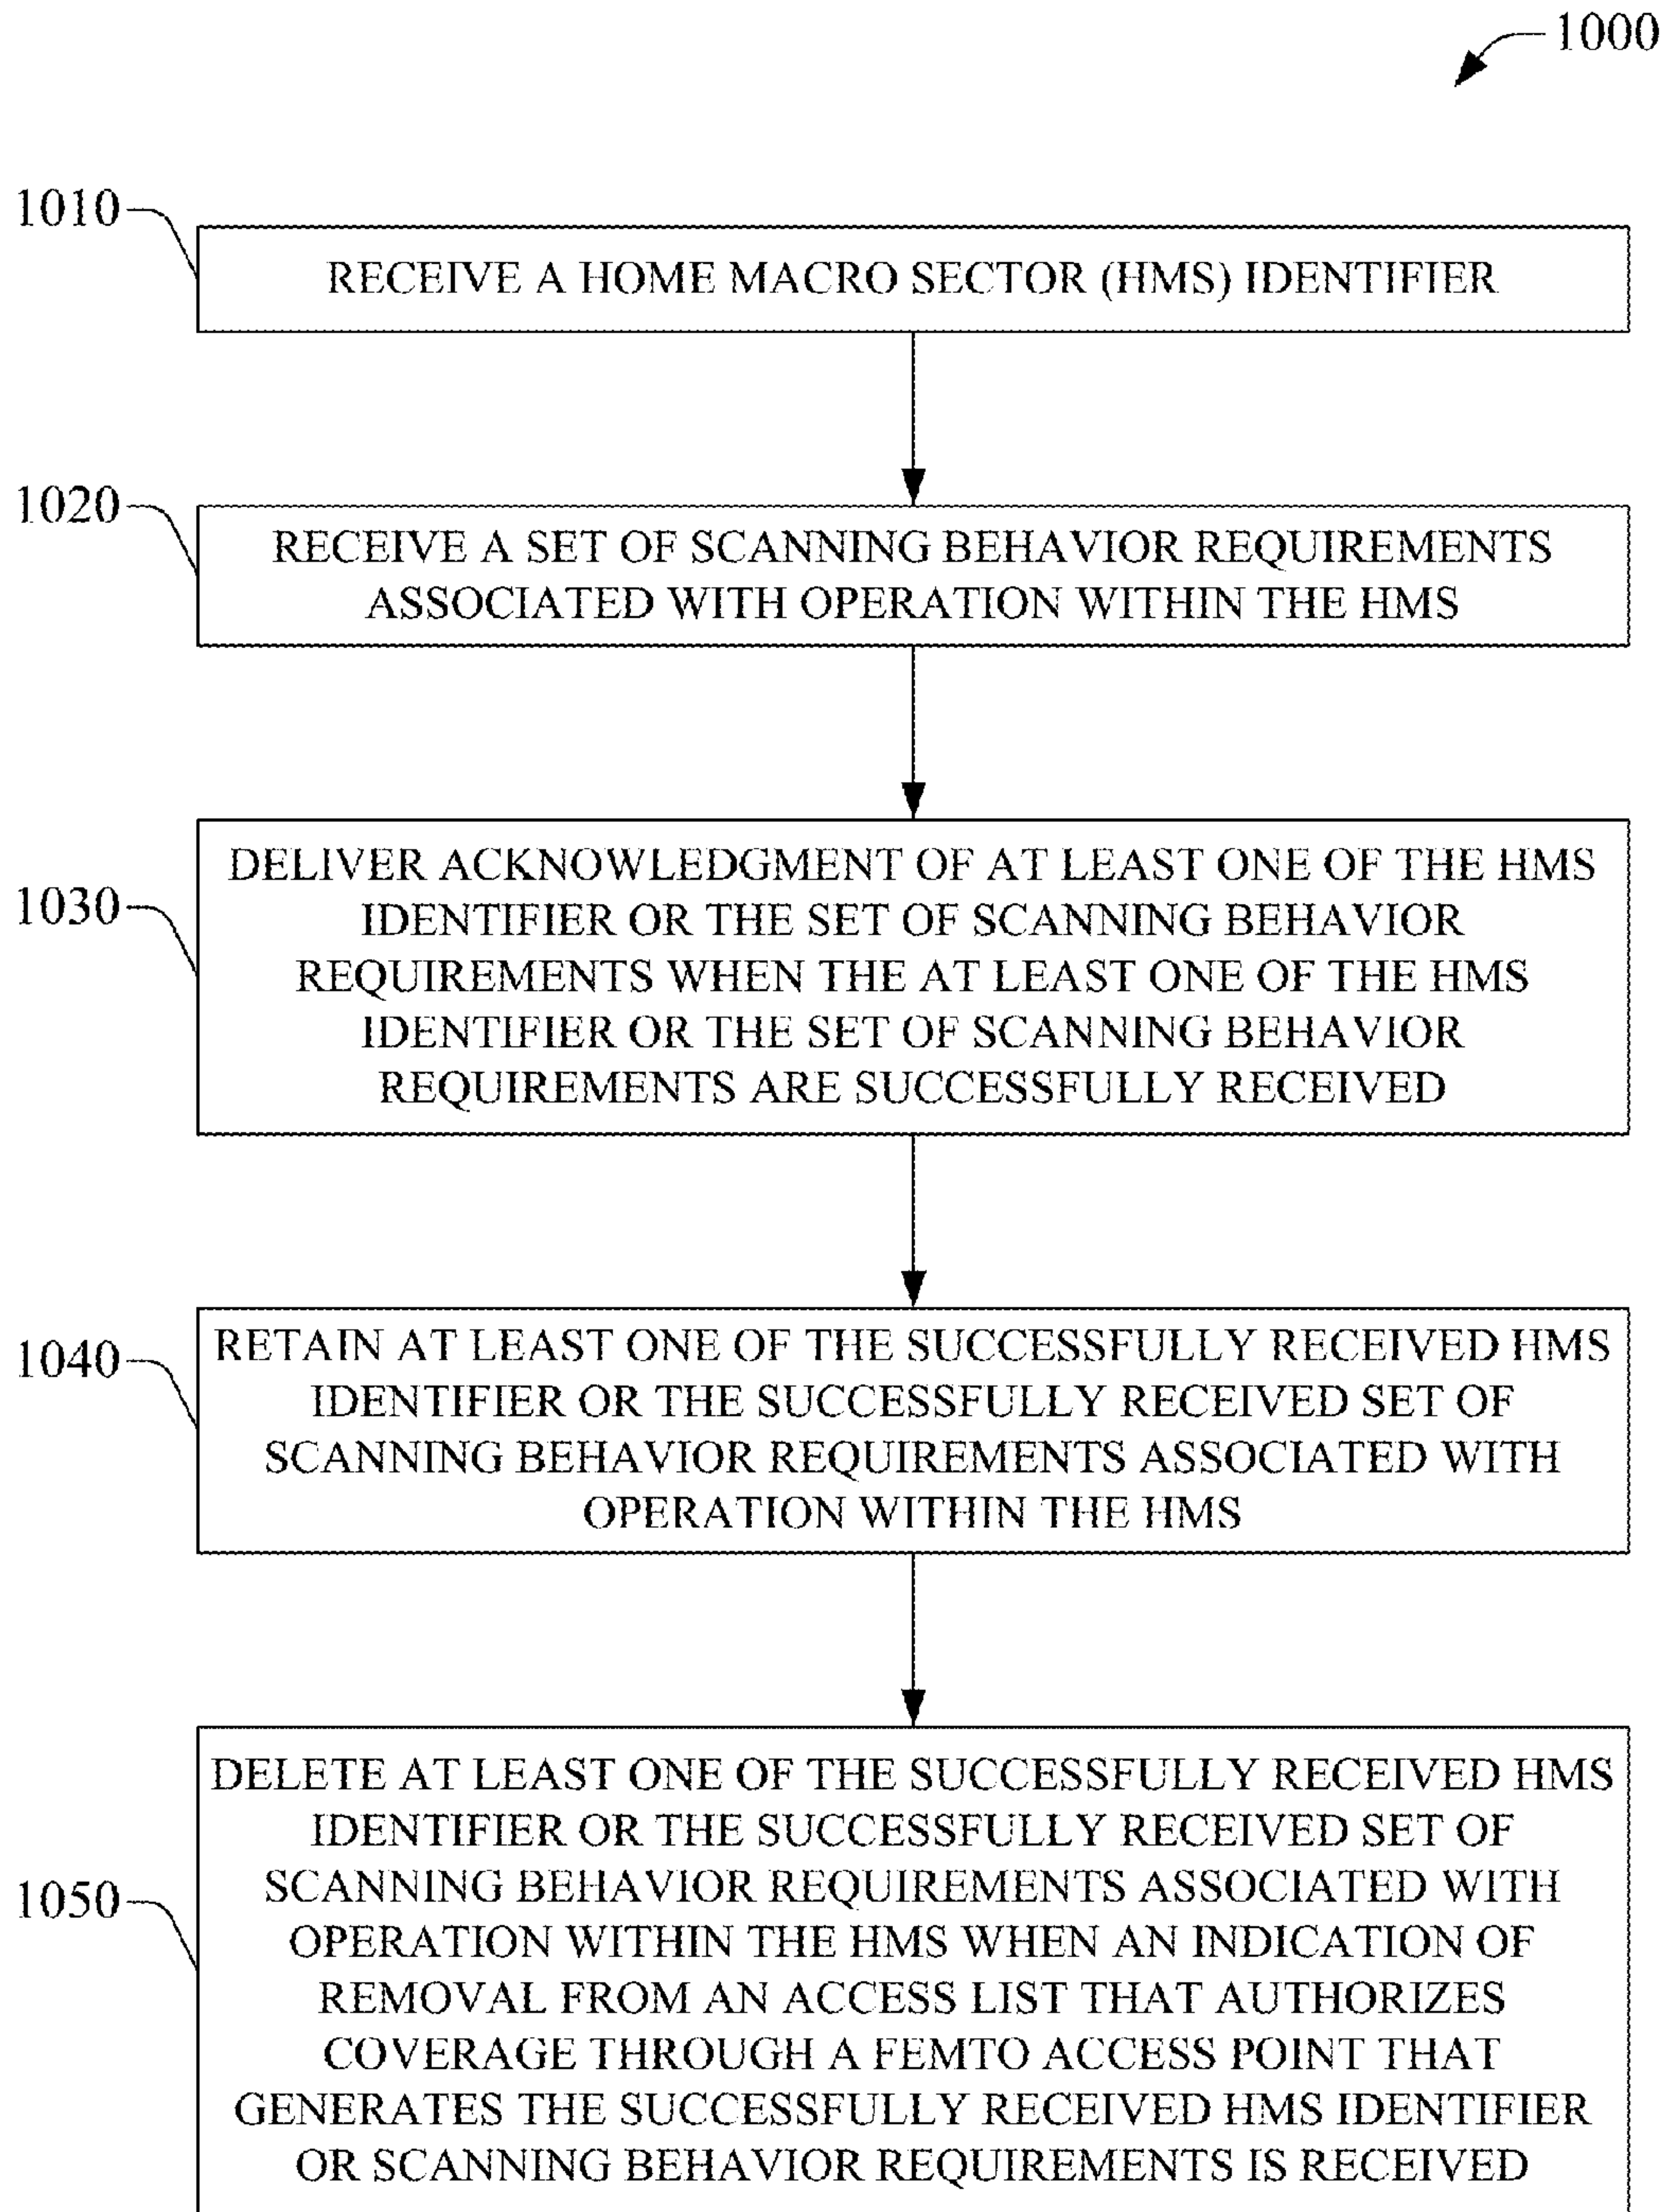 1000
1010
RECEIVE A HOME MACRO SECTOR (HMS) IDENTIFIER
1020
RECEIVE A SET OF SCANNING BEHAVIOR REQUIREMENTS
ASSOCIATED WITH OPERATION WITHIN THE HMS
1030
DELIVER ACKNOWLEDGMENT OF AT LEAST ONE OF THE HMS
IDENTIFIER OR THE SET OF SCANNING BEHAVIOR
REQUIREMENTS WHEN THE AT LEAST ONE OF THE HMS
IDENTIFIER OR THE SET OF SCANNING BEHAVIOR
REQUIREMENTS ARE SUCCESSFULLY RECEIVED
1040
RETAIN AT LEAST ONE OF THE SUCCESSFULLY RECEIVED HMS
IDENTIFIER OR THE SUCCESSFULLY RECEIVED SET OF
SCANNING BEHAVIOR REQUIREMENTS ASSOCIATED WITH
OPERATION WITHIN THE HMS
1050
DELETE AT LEAST ONE OF THE SUCCESSFULLY RECEIVED HMS
IDENTIFIER OR THE SUCCESSFULLY RECEIVED SET OF
SCANNING BEHAVIOR REQUIREMENTS ASSOCIATED WITH
OPERATION WITHIN THE HMS WHEN AN INDICATION OF
REMOVAL FROM AN ACCESS LIST THAT AUTHORIZES
COVERAGE THROUGH A FEMTO ACCESS POINT THAT
GENERATES THE SUCCESSFULLY RECEIVED HMS IDENTIFIER
OR SCANNING BEHAVIOR REQUIREMENTS IS RECEIVED